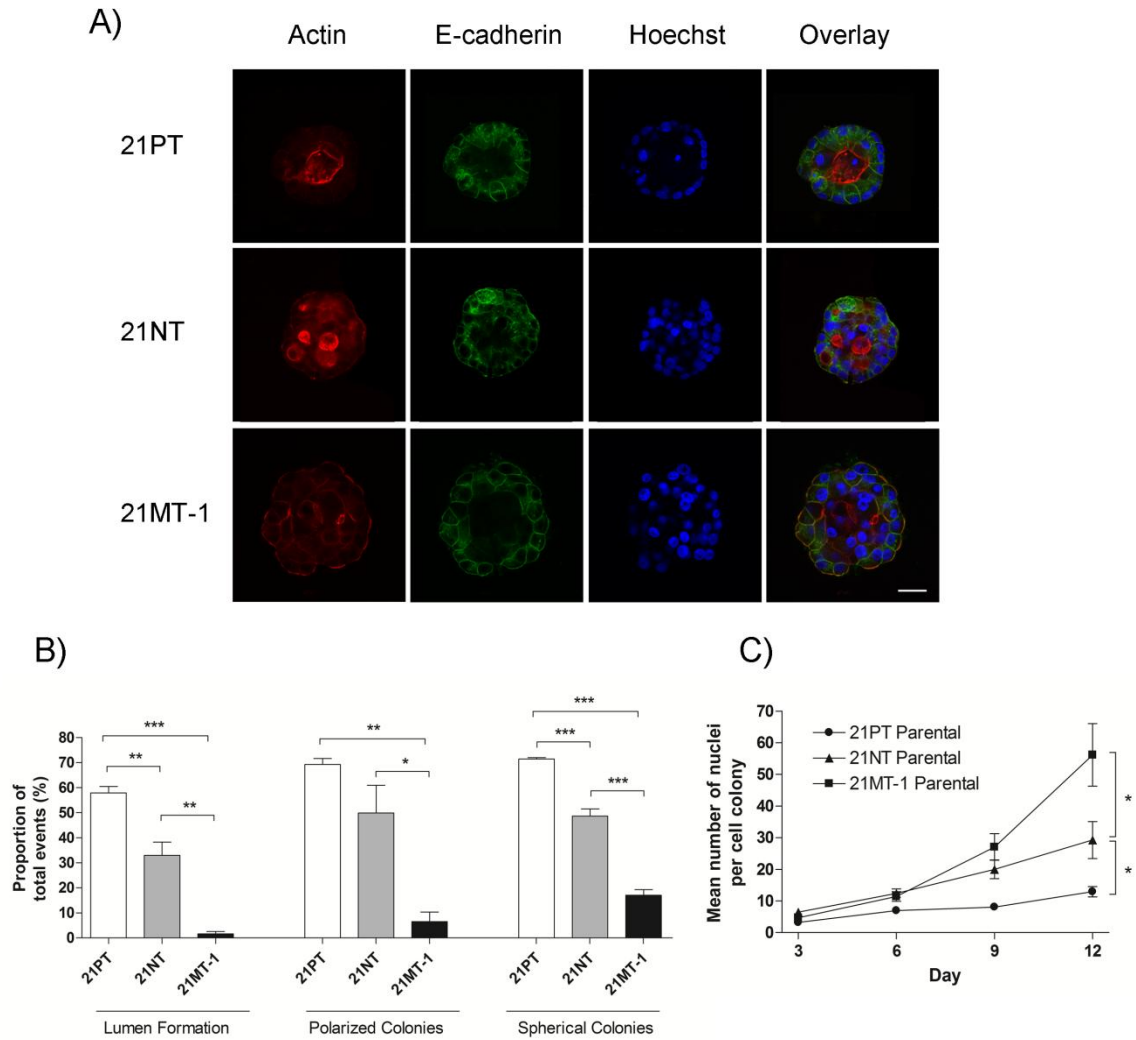 A)
Actin E-cadherin Hoechst Overlay
21PT
21NT
21MT-1
B)
Proportion of
total events (%)
80
70
60
50
40
30
20
10
0
*** ** **
** *
*** *** ***
21PT 21NT 21MT-1 21PT 21NT 21MT-1 21PT 21NT 21MT-1
Lumen Formation Polarized Colonies Spherical Colonies
C)
Mean number of nuclei
per cell colony
70
60
50
40
30
20
10
0
21PT Parental
21NT Parental
21MT-1 Parental
*
*
3 6 9 12
Day